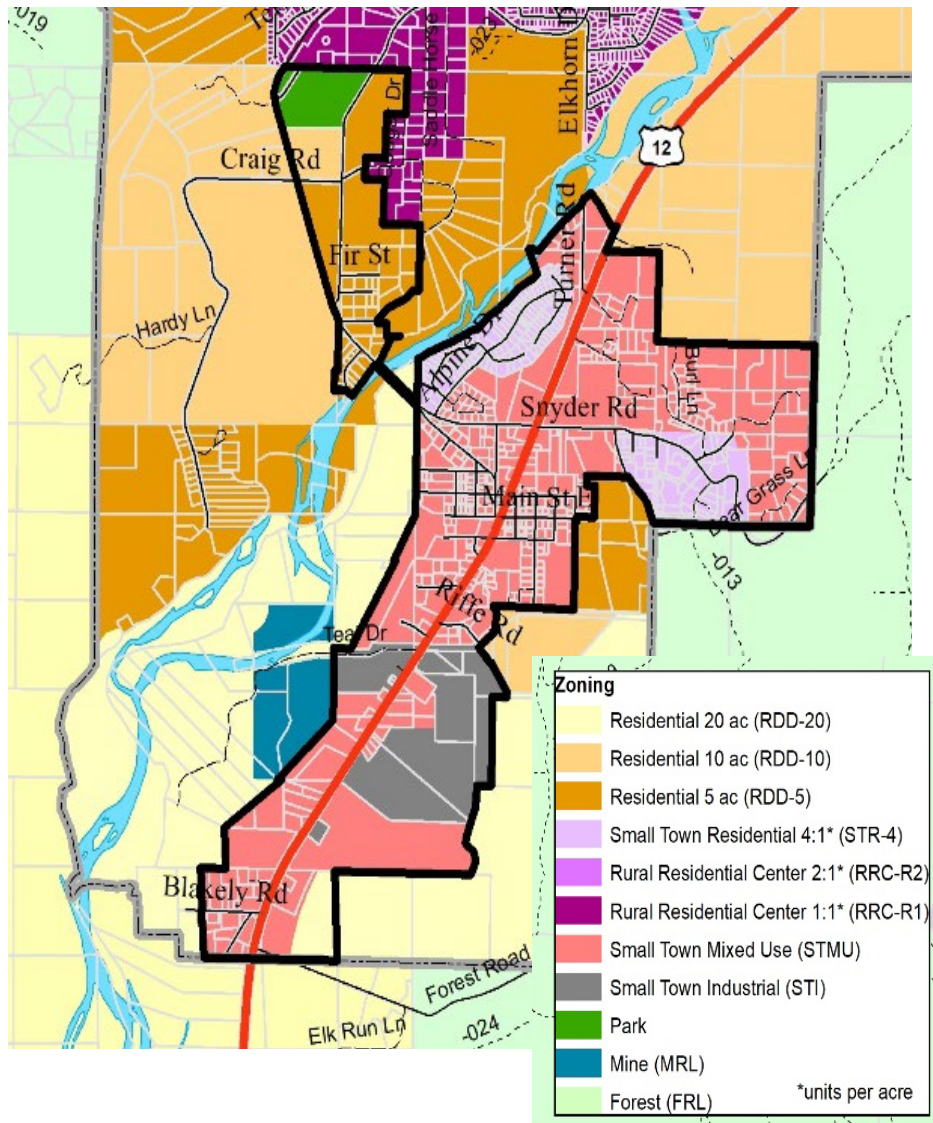 -019
Saddle Horse
-023
Elkhorn
Dr
12
Craig Rd
Turner Rd
Fir St
Hardy Ln
Alpine Dr
Burl Ln
Snyder Rd
Main St E
Bear Grass Ln
-013
Riffe Rd
Teal Dr
Blakely Rd
Forest Road
Elk Run Ln
-024
Zoning
Residential 20 ac (RDD-20)
Residential 10 ac (RDD-10)
Residential 5 ac (RDD-5)
Small Town Residential 4:1* (STR-4)
Rural Residential Center 2:1* (RRC-R2)
Rural Residential Center 1:1* (RRC-R1)
Small Town Mixed Use (STMU)
Small Town Industrial (STI)
Park
Mine (MRL)
Forest (FRL)
*units per acre